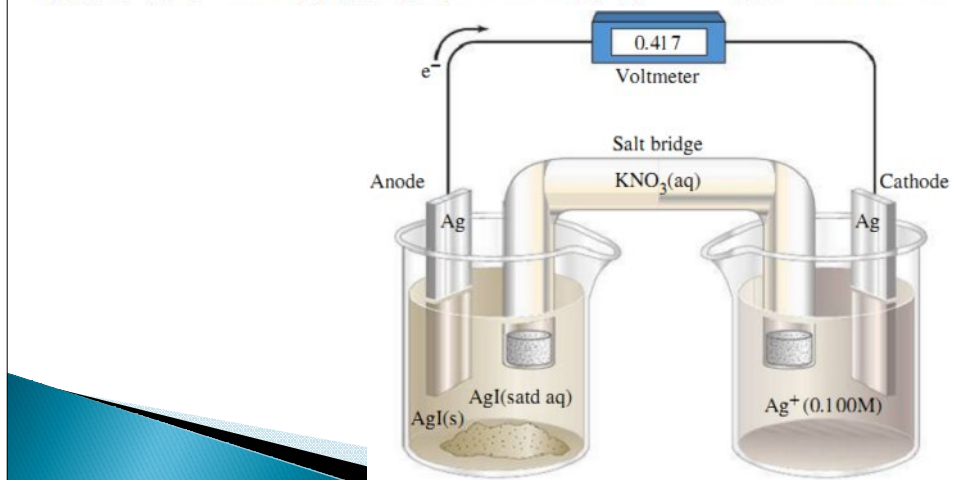 0.417
e⁻
Voltmeter
Salt bridge
Anode
KNO₃(aq)
Cathode
Ag
Ag
AgI(satd aq)
AgI(s)
Ag⁺(0.100M)